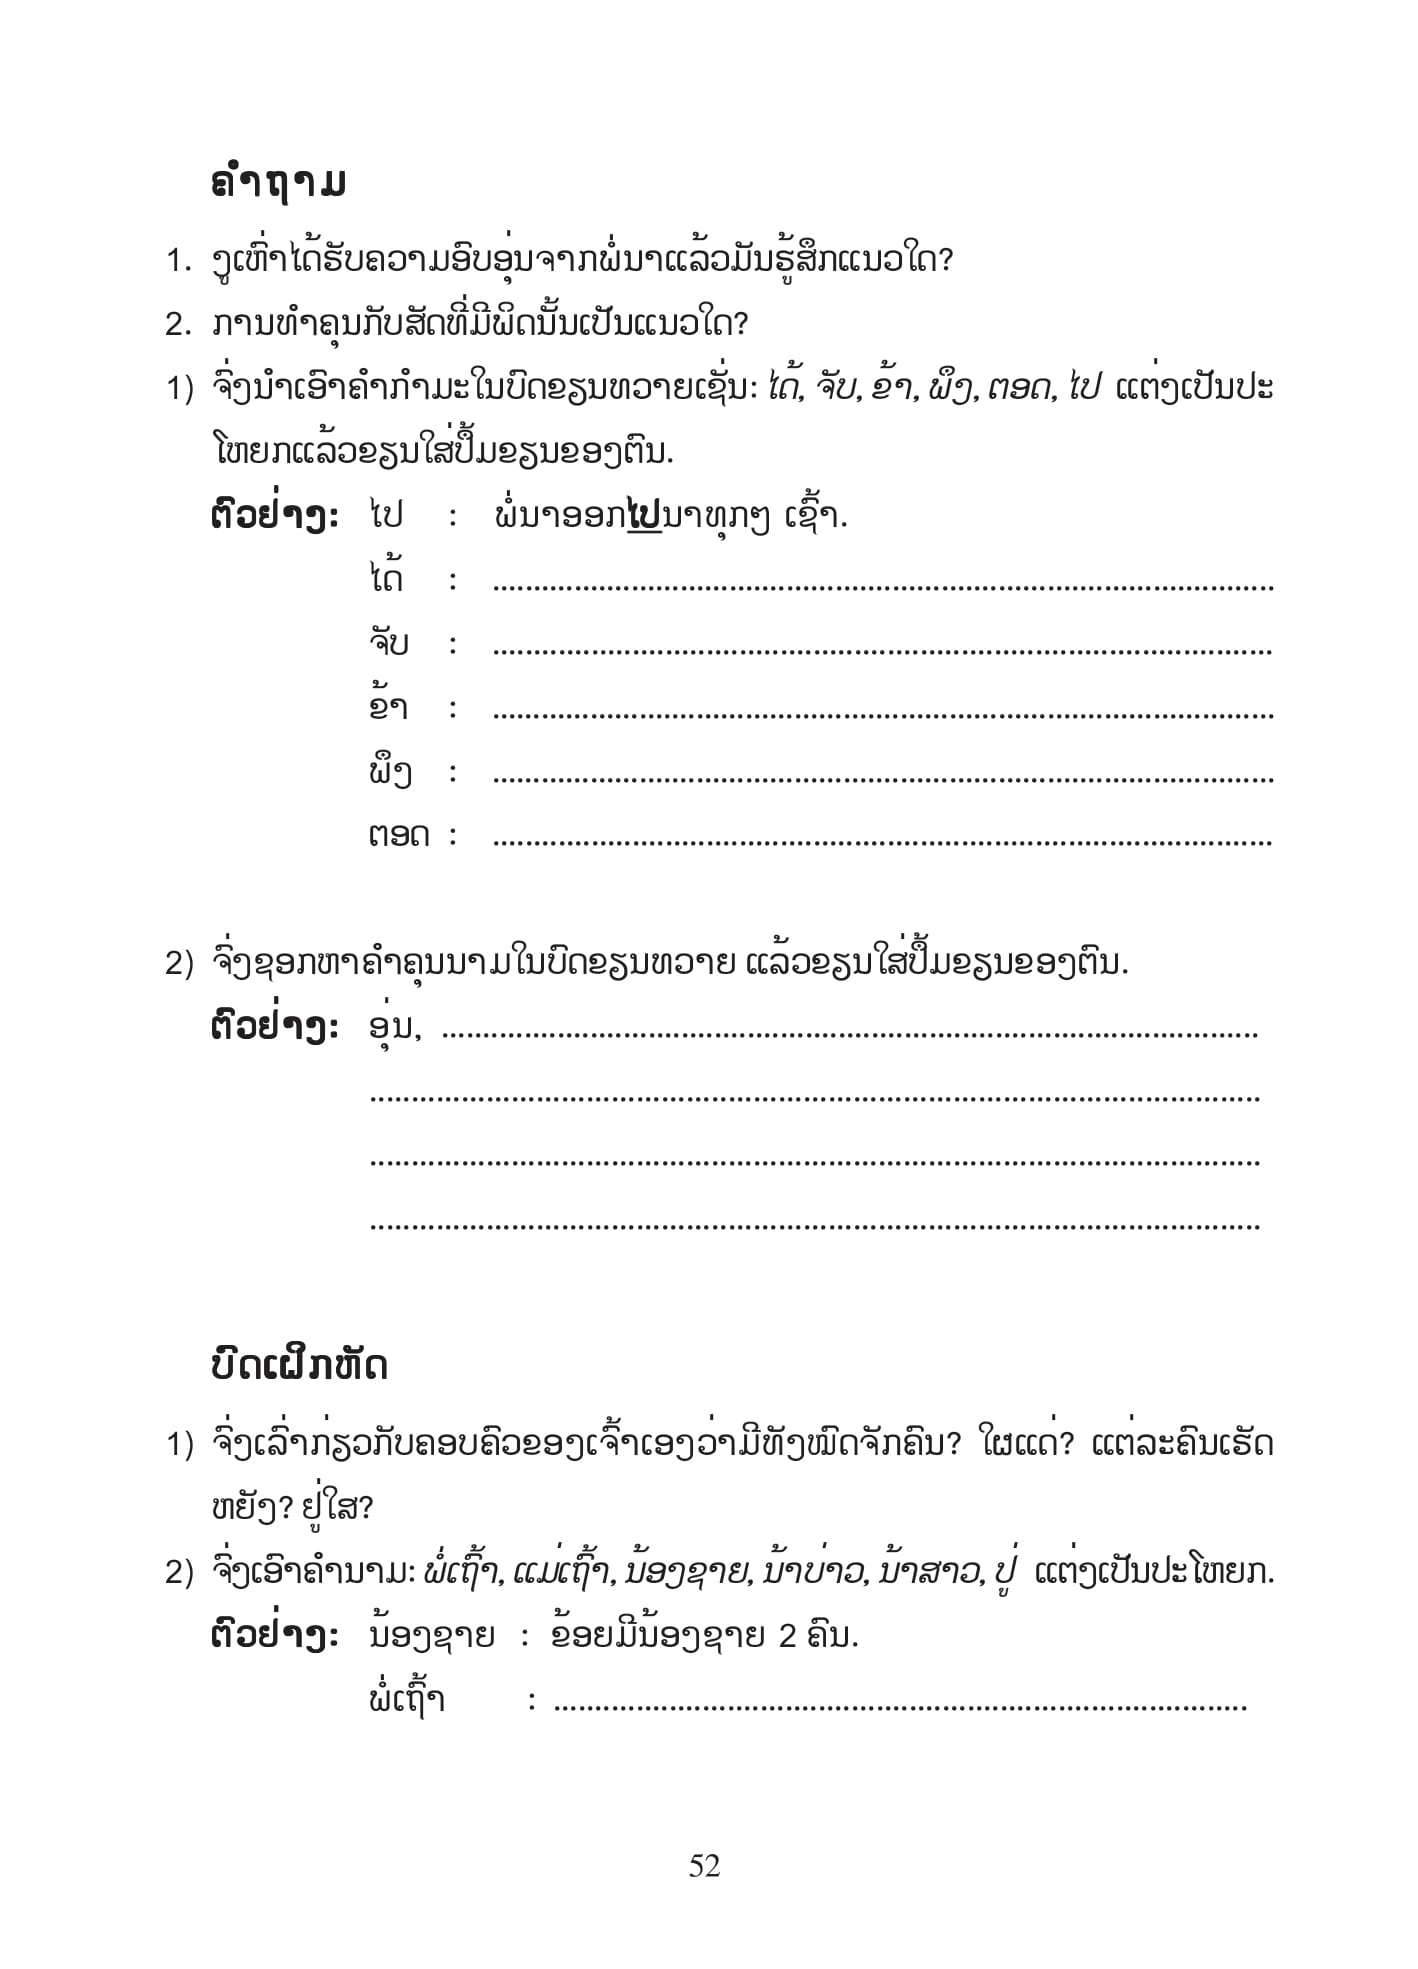 ຄຳຖາມ
1. ງູເຫົ່າໄດ້ຮັບຄວາມອົບອຸ່ນຈາກພໍ່ນາແລ້ວມັນຮູ້ສຶກແນວໃດ?
2. ການທຳຄຸນກັບສັດທີ່ມີພິດນັ້ນເປັນແນວໃດ?
1) ຈົ່ງນຳເອົາຄຳກຳມະໃນບົດຂຽນທວາຍເຊັ່ນ: ໄດ້, ຈັບ, ຂ້າ, ພຶງ, ຕອດ, ໄປ ແຕ່ງເປັນປະ
ໂຫຍກແລ້ວຂຽນໃສ່ປຶ້ມຂຽນຂອງຕົນ.
ຕົວຢ່າງ: ໄປ : ພໍ່ນາອອກໄປນາທຸກໆ ເຊົ້າ.
ໄດ້ : ................................................................................................
ຈັບ : ................................................................................................
ຂ້າ : ................................................................................................
ພຶງ : ................................................................................................
ຕອດ : ................................................................................................
2) ຈົ່ງຊອກຫາຄຳຄຸນນາມໃນບົດຂຽນທວາຍ ແລ້ວຂຽນໃສ່ປຶ້ມຂຽນຂອງຕົນ.
ຕົວຢ່າງ: ອຸ່ນ, ....................................................................................................
.............................................................................................................
.............................................................................................................
.............................................................................................................
ບົດເຝິກຫັດ
1) ຈົ່ງເລົ່າກ່ຽວກັບຄອບຄົວຂອງເຈົ້າເອງວ່າມີທັງໝົດຈັກຄົນ? ໃຜແດ່? ແຕ່ລະຄົນເຮັດ
ຫຍັງ? ຢູ່ໃສ?
2) ຈົ່ງເອົາຄຳນາມ: ພໍ່ເຖົ້າ, ແມ່ເຖົ້າ, ນ້ອງຊາຍ, ນ້າບ່າວ, ນ້າສາວ, ປູ່ ແຕ່ງເປັນປະໂຫຍກ.
ຕົວຢ່າງ: ນ້ອງຊາຍ : ຂ້ອຍມີນ້ອງຊາຍ 2 ຄົນ.
ພໍ່ເຖົ້າ : .....................................................................................
52